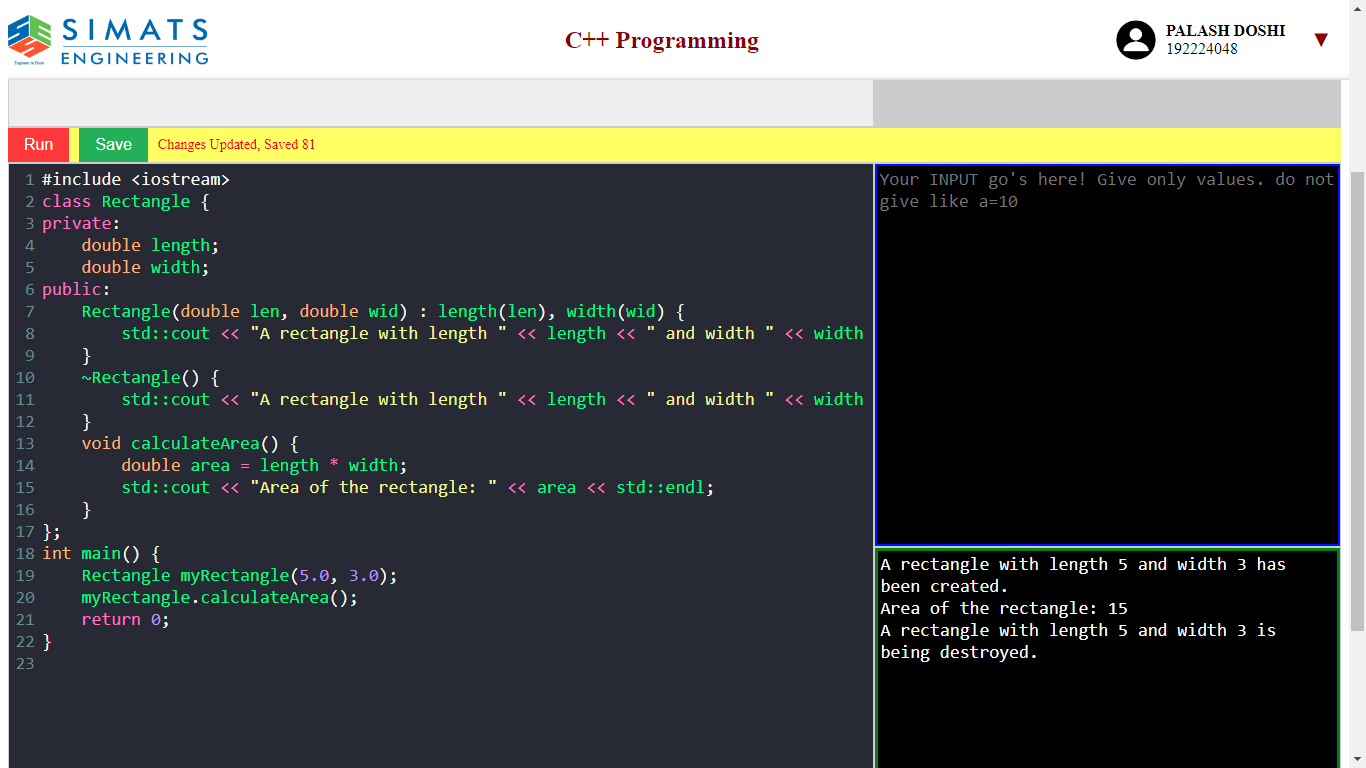 SIMATS
ENGINEERING
Engineer to Excel
C++ Programming
PALASH DOSHI
192224048
▼
Run
Save
Changes Updated, Saved 81
1 #include <iostream>
2 class Rectangle {
3 private:
4     double length;
5     double width;
6 public:
7     Rectangle(double len, double wid) : length(len), width(wid) {
8         std::cout << "A rectangle with length " << length << " and width " << width
9     }
10     ~Rectangle() {
11         std::cout << "A rectangle with length " << length << " and width " << width
12     }
13     void calculateArea() {
14         double area = length * width;
15         std::cout << "Area of the rectangle: " << area << std::endl;
16     }
17 };
18 int main() {
19     Rectangle myRectangle(5.0, 3.0);
20     myRectangle.calculateArea();
21     return 0;
22 }
23
Your INPUT go's here! Give only values. do not
give like a=10
A rectangle with length 5 and width 3 has
been created.
Area of the rectangle: 15
A rectangle with length 5 and width 3 is
being destroyed.